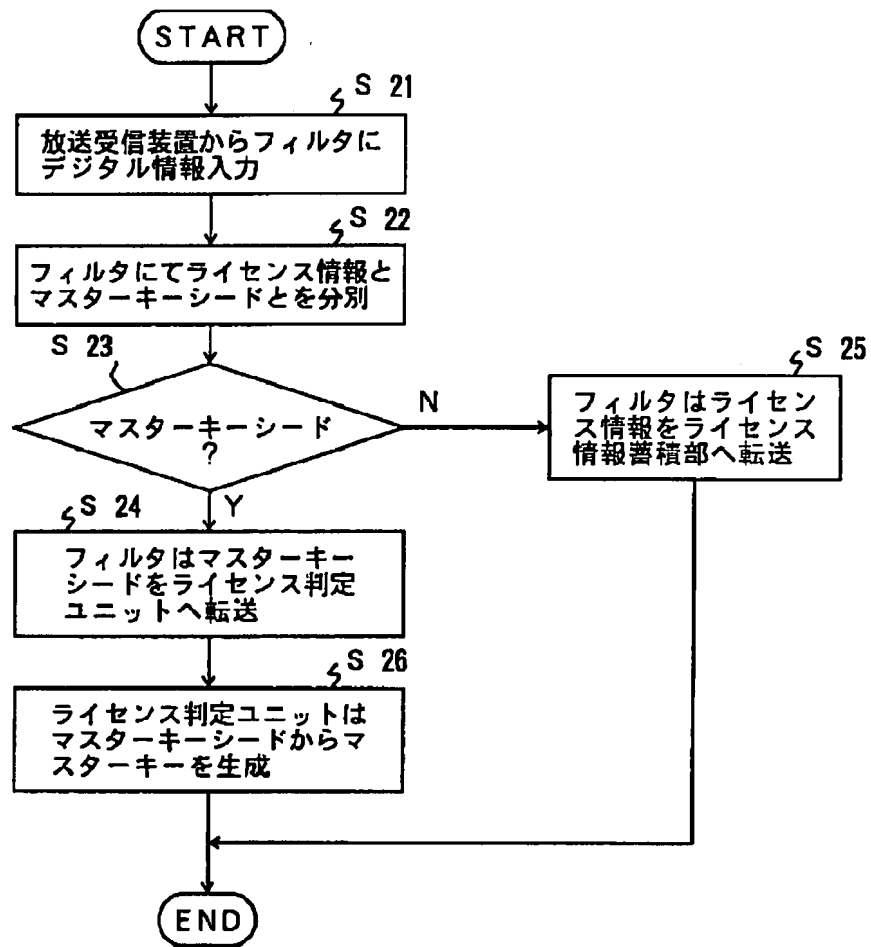 START
S 21
放送受信装置からフィルタに
デジタル情報入力
S 22
フィルタにてライセンス情報と
マスターキーシードとを分別
S 23
マスターキーシード
?
N
S 25
フィルタはライセン
ス情報をライセンス
情報蓄積部へ転送
Y
S 24
フィルタはマスターキー
シードをライセンス判定
ユニットへ転送
S 26
ライセンス判定ユニットは
マスターキーシードからマ
スターキーを生成
END